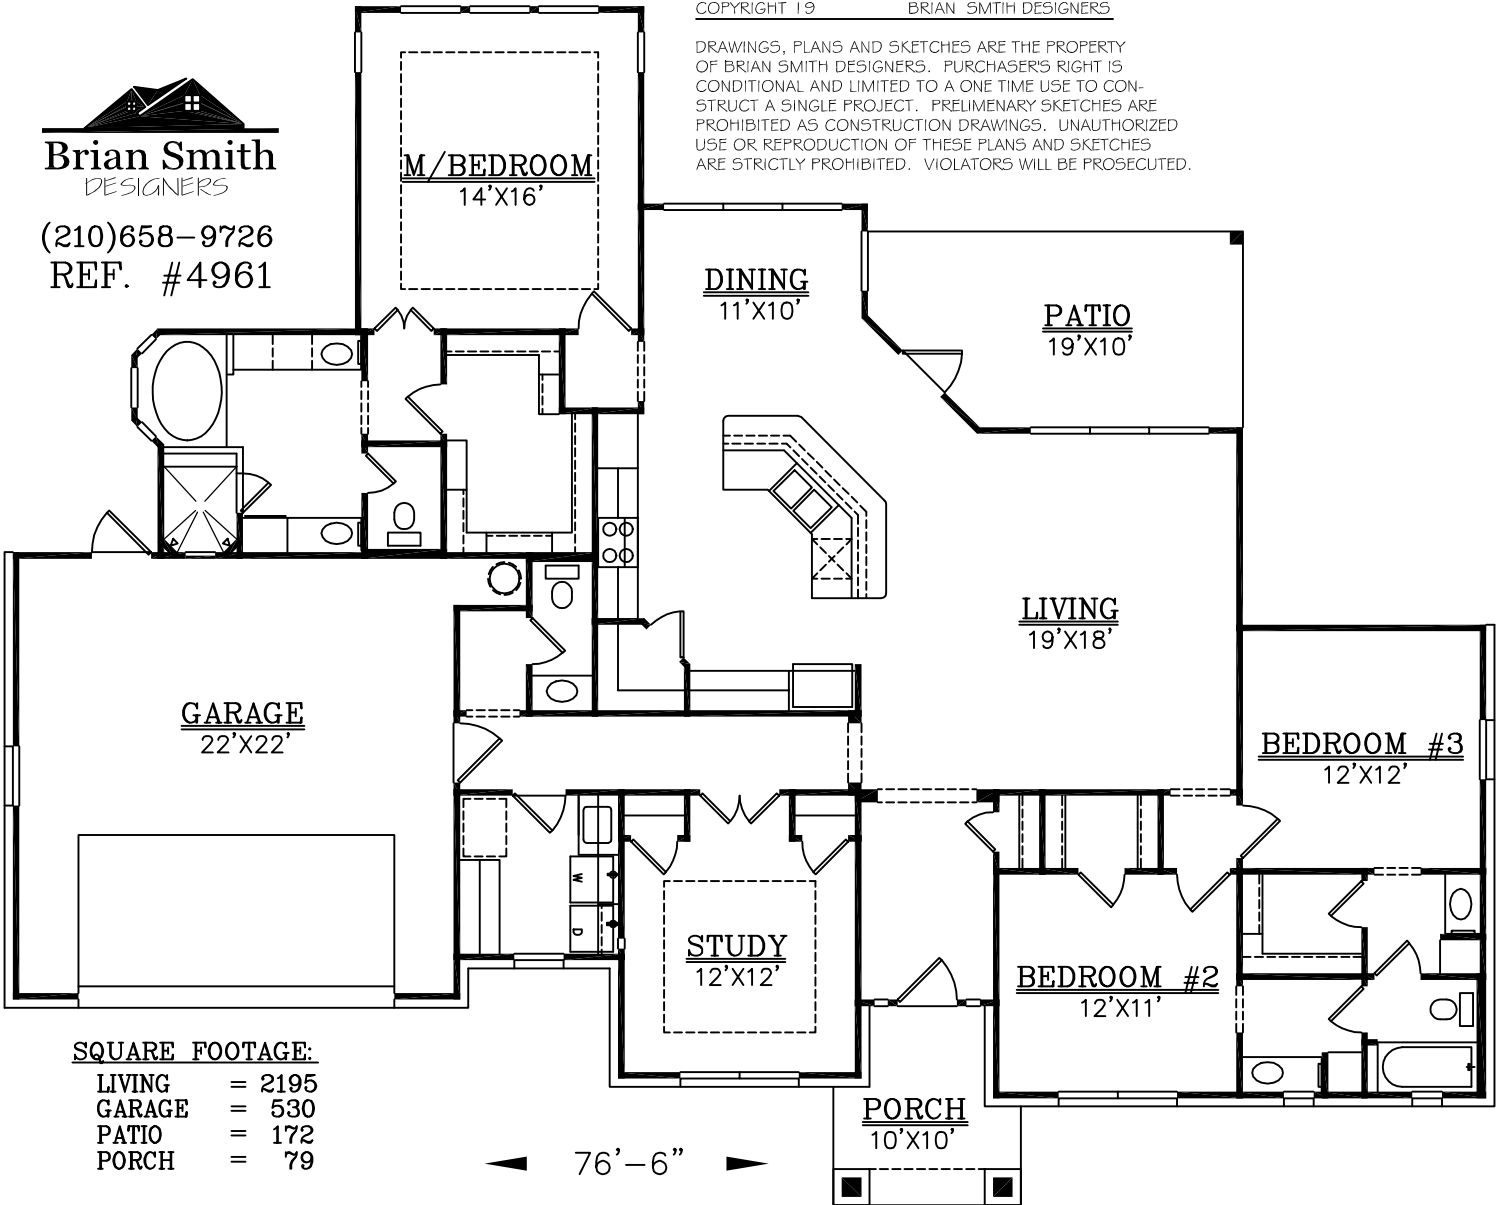 COPYRIGHT 19 BRIAN SMTIH DESIGNERS
DRAWINGS, PLANS AND SKETCHES ARE THE PROPERTY
OF BRIAN SMITH DESIGNERS. PURCHASER'S RIGHT IS
CONDITIONAL AND LIMITED TO A ONE TIME USE TO CON-
STRUCT A SINGLE PROJECT. PRELIMENARY SKETCHES ARE
PROHIBITED AS CONSTRUCTION DRAWINGS. UNAUTHORIZED
USE OR REPRODUCTION OF THESE PLANS AND SKETCHES
ARE STRICTLY PROHIBITED. VIOLATORS WILL BE PROSECUTED.
Brian Smith
DESIGNERS
(210)658-9726
REF. #4961
M/BEDROOM
14'X16'
DINING
11'X10'
PATIO
19'X10'
LIVING
19'X18'
GARAGE
22'X22'
BEDROOM #3
12'X12'
W
D
STUDY
12'X12'
BEDROOM #2
12'X11'
PORCH
10'X10'
SQUARE FOOTAGE:
LIVING = 2195
GARAGE = 530
PATIO = 172
PORCH = 79
76'-6"